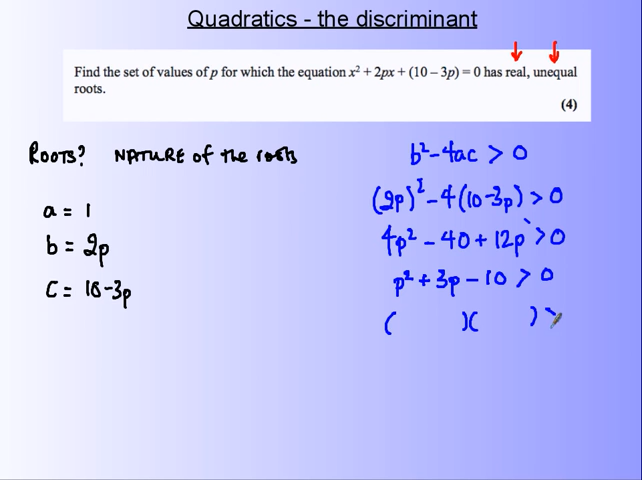 Quadratics - the discriminant
Find the set of values of p for which the equation x² + 2px + (10 – 3p) = 0 has real, unequal
roots.
(4)
ROOTS? NATURE of the roots
a = 1
b = 2p
c = 10-3p
b² - 4ac > 0
(2p)² - 4(10-3p) > 0
4p² - 40 + 12p > 0
p² + 3p - 10 > 0
( )( ) >